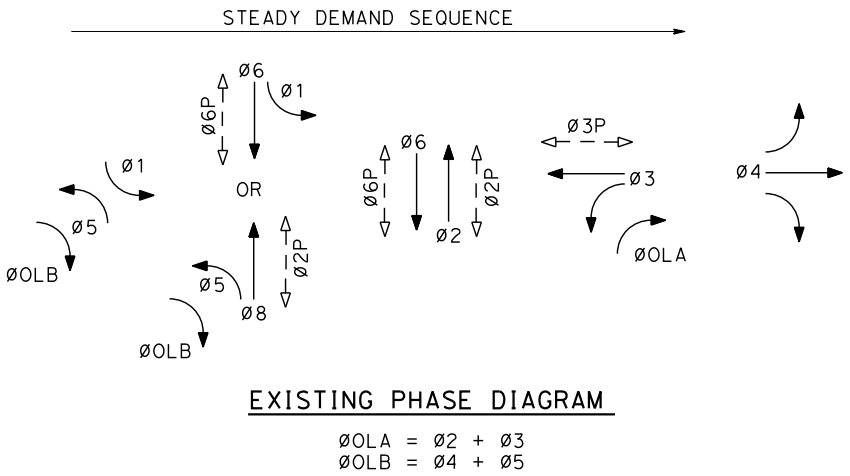 STEADY DEMAND SEQUENCE
Ø1
Ø5
ØOLB
Ø6
Ø1
Ø6P
OR
Ø5
Ø2P
Ø8
ØOLB
Ø6
Ø6P
Ø2P
Ø2
Ø3P
Ø3
ØOLA
Ø4
EXISTING PHASE DIAGRAM
ØOLA = Ø2 + Ø3
ØOLB = Ø4 + Ø5